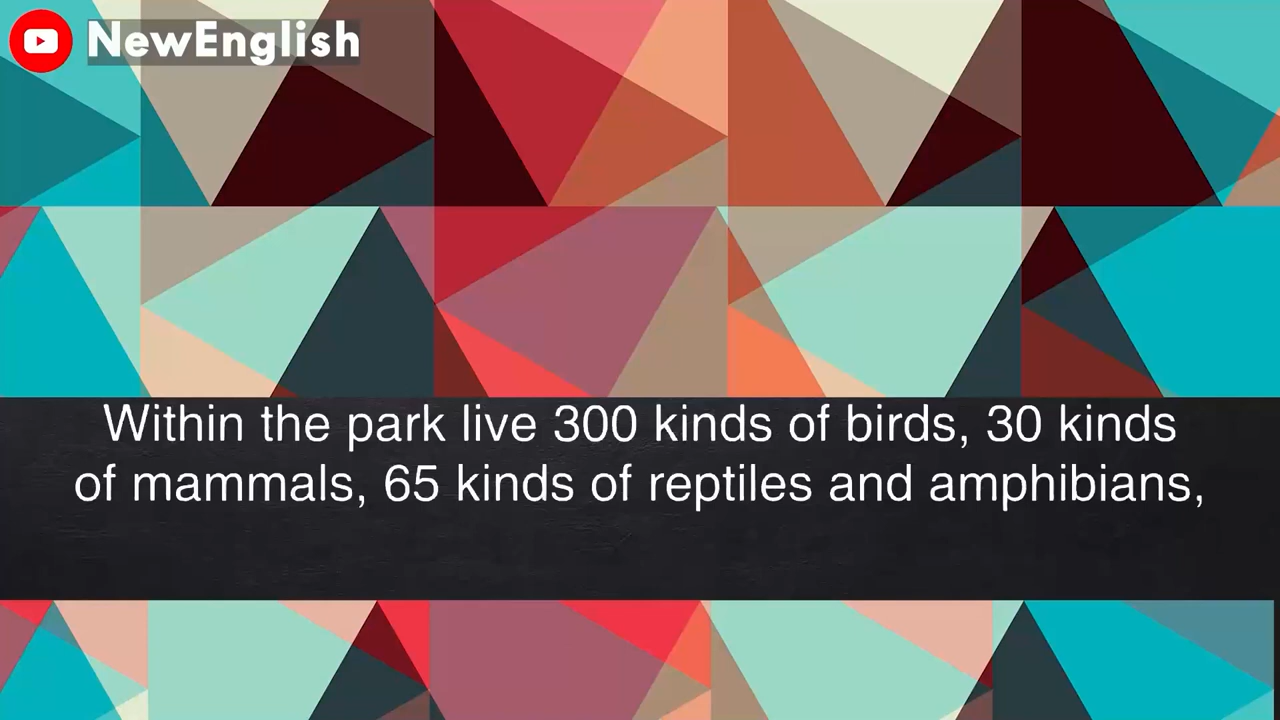 NewEnglish
Within the park live 300 kinds of birds, 30 kinds
of mammals, 65 kinds of reptiles and amphibians,